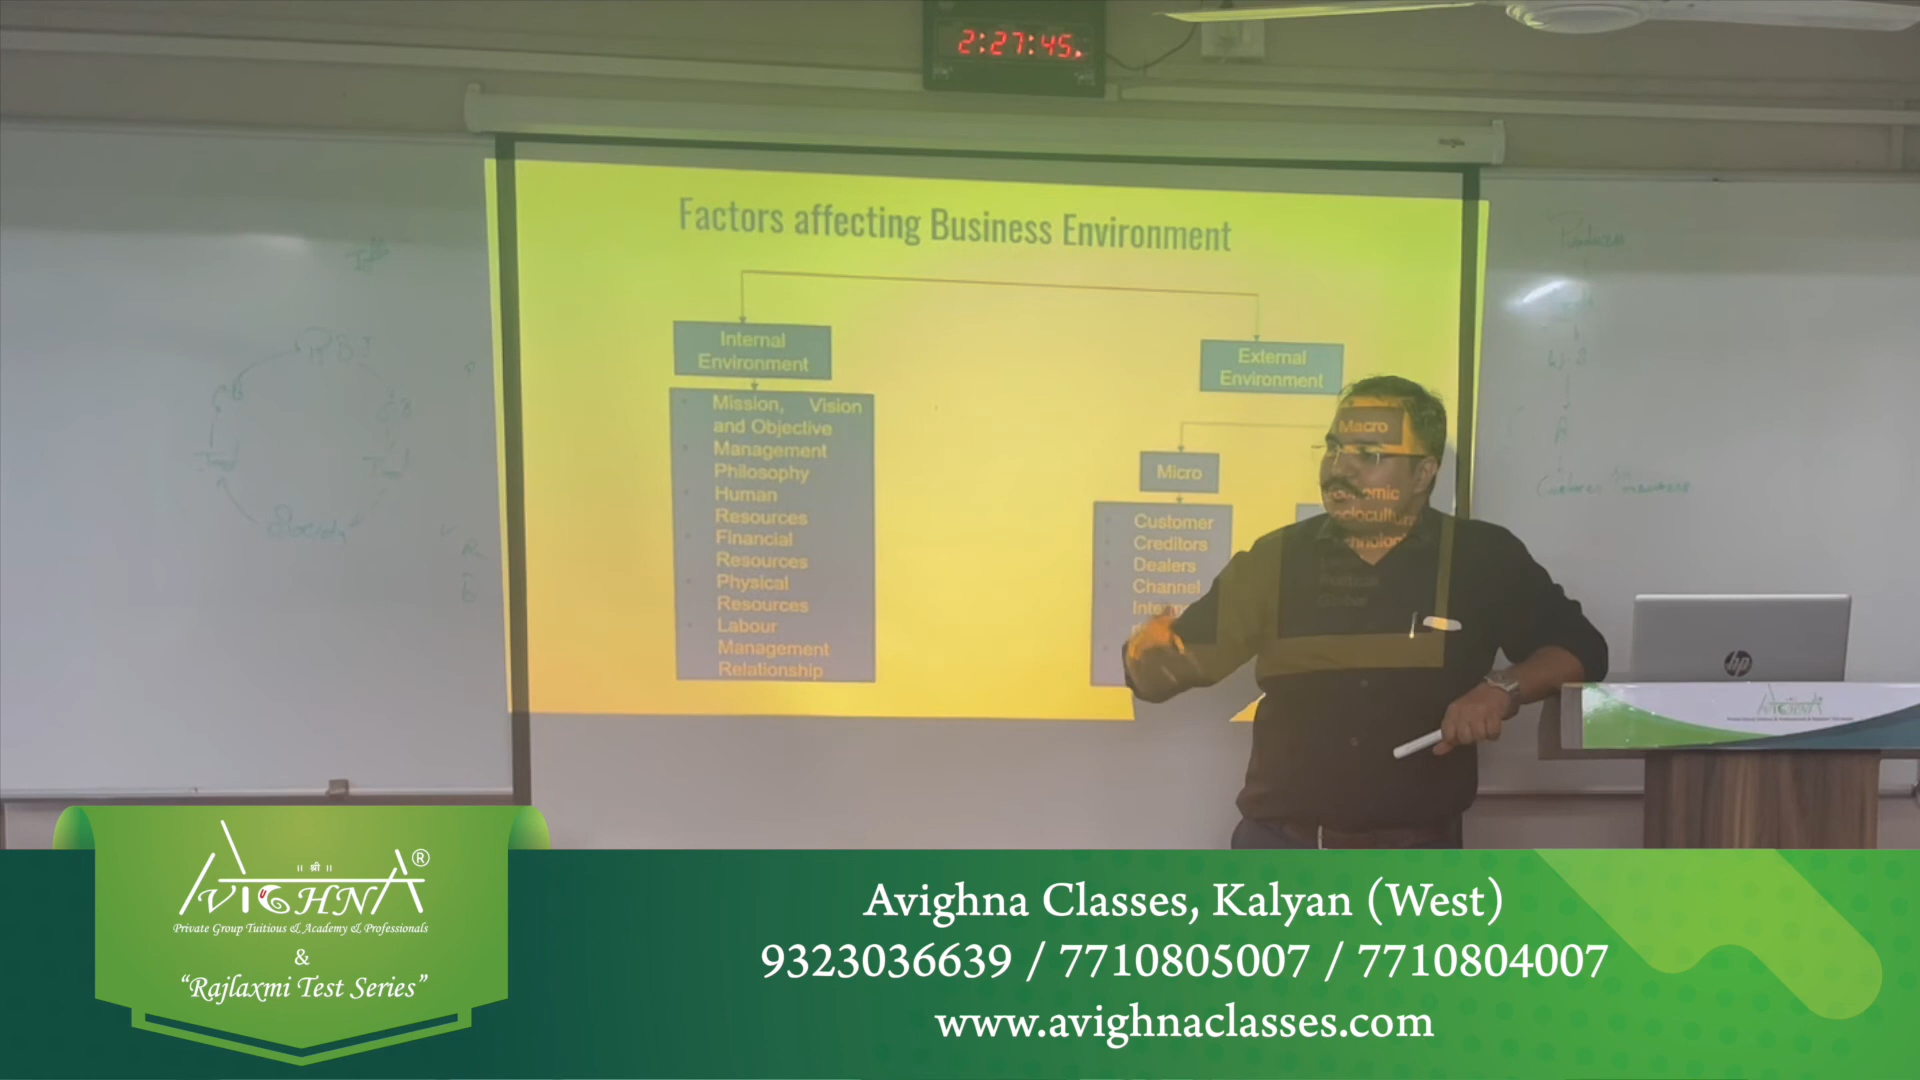 2:27:45
Factors affecting Business Environment
Internal
Environment
Mission, Vision
and Objective
Management
Philosophy
Human
Resources
Financial
Resources
Physical
Resources
Labour
Management
Relationship
External
Environment
Micro
Customer
Creditors
Dealers
Channel
Macro
hp
AVIGHNA
AVIGHNA®
॥ श्री ॥
Private Group Tuitious & Academy & Professionals
&
“Rajlaxmi Test Series”
Avighna Classes, Kalyan (West)
9323036639 / 7710805007 / 7710804007
www.avighnaclasses.com